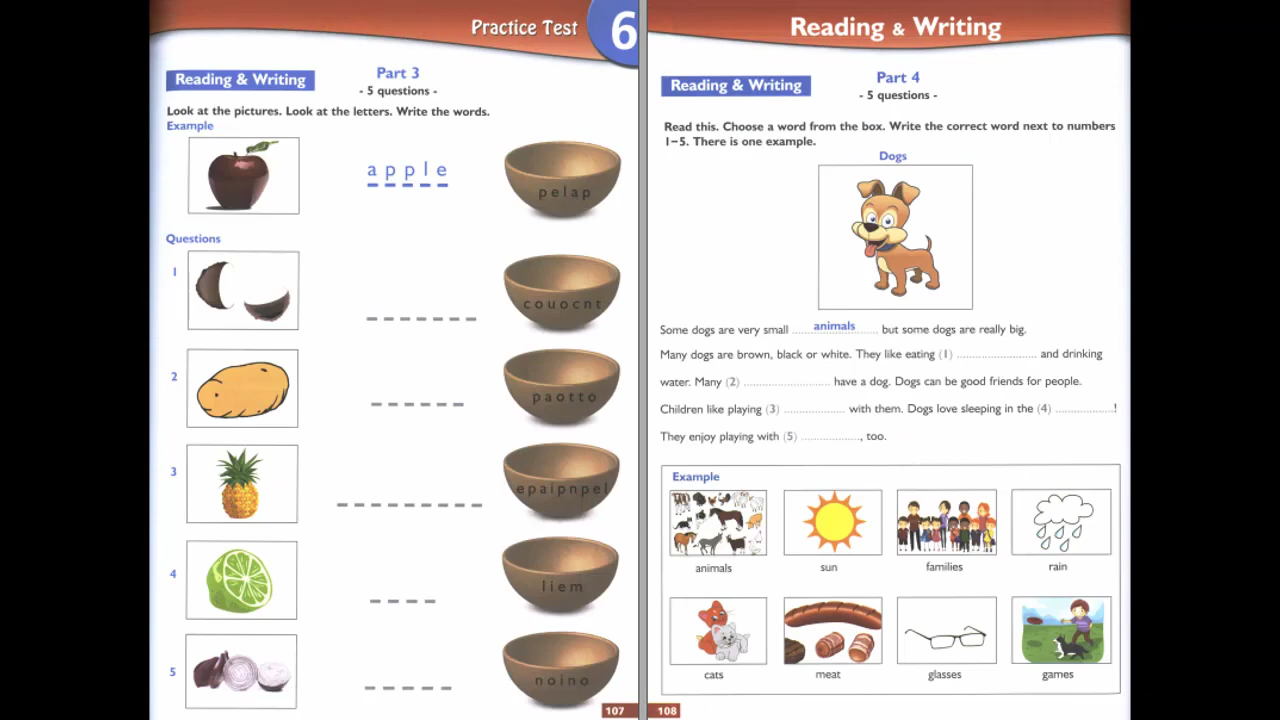 Practice Test 6
Reading & Writing
Part 3
- 5 questions -
Look at the pictures. Look at the letters. Write the words.
Example
apple
pelap
Questions
1
couocnt
2
paotto
3
epaipnpel
4
liem
5
noino
107
Reading & Writing
Reading & Writing
Part 4
- 5 questions -
Read this. Choose a word from the box. Write the correct word next to numbers
1–5. There is one example.
Dogs
Some dogs are very small ...animals... but some dogs are really big.
Many dogs are brown, black or white. They like eating (1) ........................ and drinking
water. Many (2) ........................ have a dog. Dogs can be good friends for people.
Children like playing (3) .................. with them. Dogs love sleeping in the (4) ..................!
They enjoy playing with (5) .................., too.
Example
animals sun families rain
cats meat glasses games
108